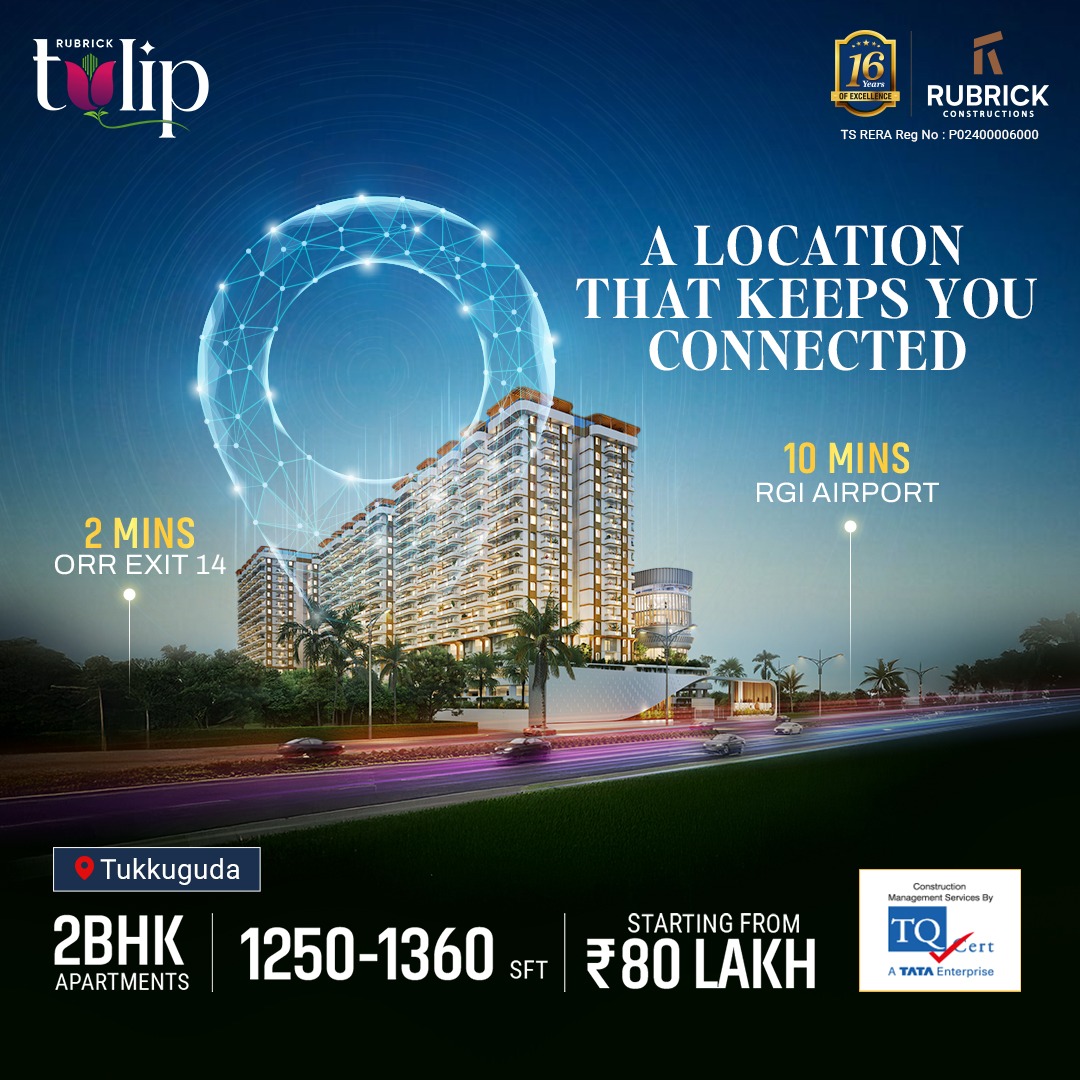 RUBRICK
tulip
16
Years
OF EXCELLENCE
RUBRICK
CONSTRUCTIONS
TS RERA Reg No : P02400006000
A LOCATION
THAT KEEPS YOU
CONNECTED
10 MINS
RGI AIRPORT
2 MINS
ORR EXIT 14
RUBRICK TULIP
Tukkuguda
2BHK
APARTMENTS
1250-1360 SFT
STARTING FROM
₹80 LAKH
Construction
Management Services By
TQ Cert
A TATA Enterprise